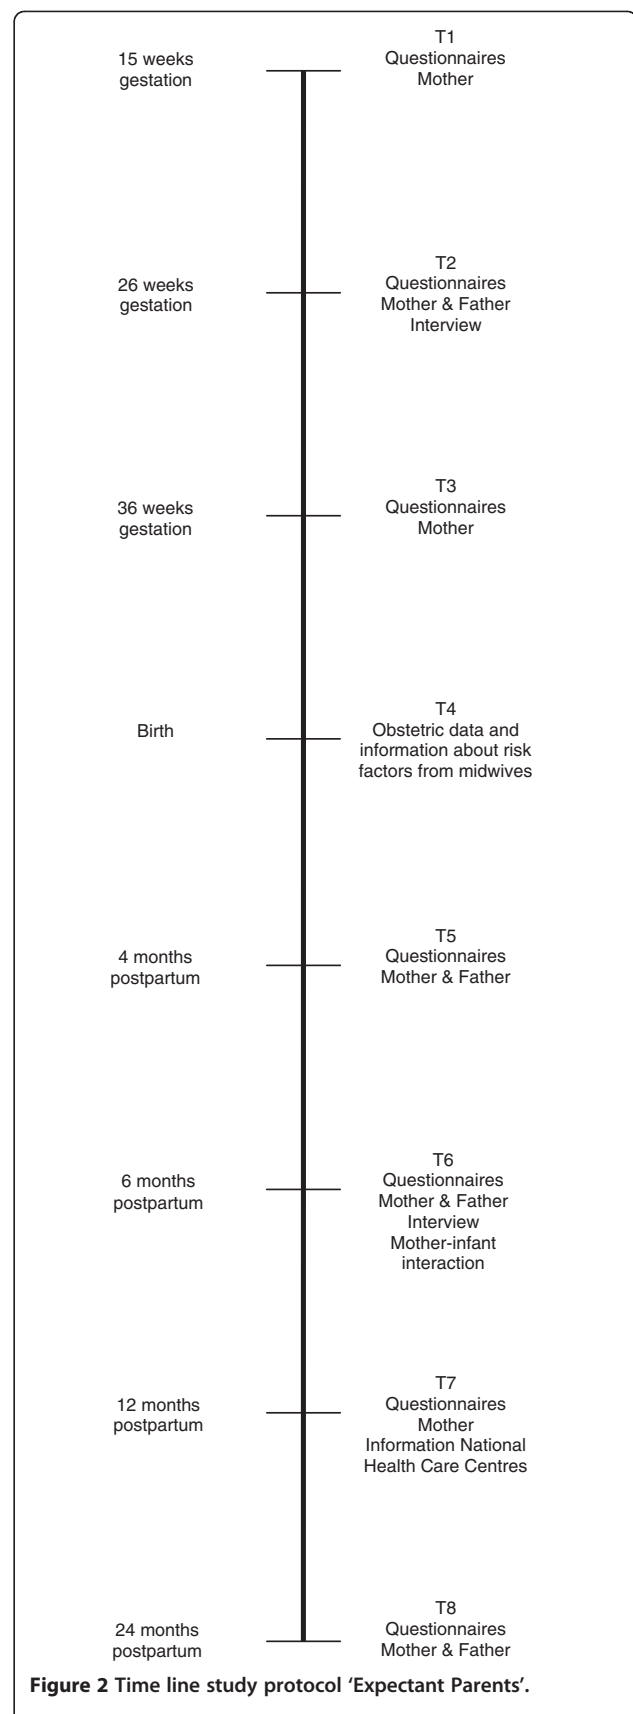 T1
15 weeks
gestation
Questionnaires
Mother
T2
26 weeks
gestation
Questionnaires
Mother & Father
Interview
T3
36 weeks
gestation
Questionnaires
Mother
T4
Birth
Obstetric data and
information about risk
factors from midwives
T5
4 months
postpartum
Questionnaires
Mother & Father
T6
6 months
postpartum
Questionnaires
Mother & Father
Interview
Mother-infant
interaction
T7
12 months
postpartum
Questionnaires
Mother
Information National
Health Care Centres
T8
24 months
postpartum
Questionnaires
Mother & Father
Figure 2 Time line study protocol ‘Expectant Parents’.